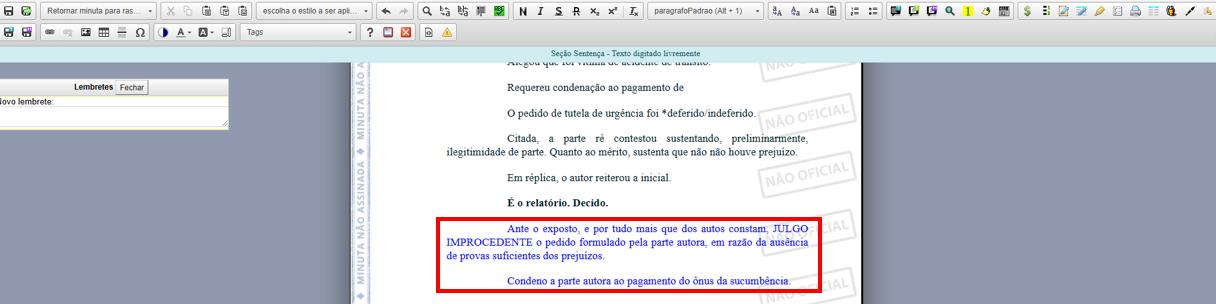 Retornar minuta para ras...
escolha o estilo a ser apli...
N I S R x₂ x² Tx
paragrafoPadrao (Alt + 1)
Aa
Ω A A Tags ?
Seção Sentença - Texto digitado livremente
Lembretes Fechar
Novo lembrete:
Alegou que foi vítima de acidente de trânsito.
Requereu condenação ao pagamento de
O pedido de tutela de urgência foi *deferido/indeferido.
Citada, a parte ré contestou sustentando, preliminarmente,
ilegitimidade de parte. Quanto ao mérito, sustenta que não não houve prejuízo.
Em réplica, o autor reiterou a inicial.
É o relatório. Decido.
Ante o exposto, e por tudo mais que dos autos constam, JULGO
IMPROCEDENTE o pedido formulado pela parte autora, em razão da ausência
de provas suficientes dos prejuízos.
Condeno a parte autora ao pagamento do ônus da sucumbência.
MINUTA NÃO A
MINUTA NÃO ASSINADA
NÃO OFICIAL
NÃO OFICIAL
NÃO OFICIAL